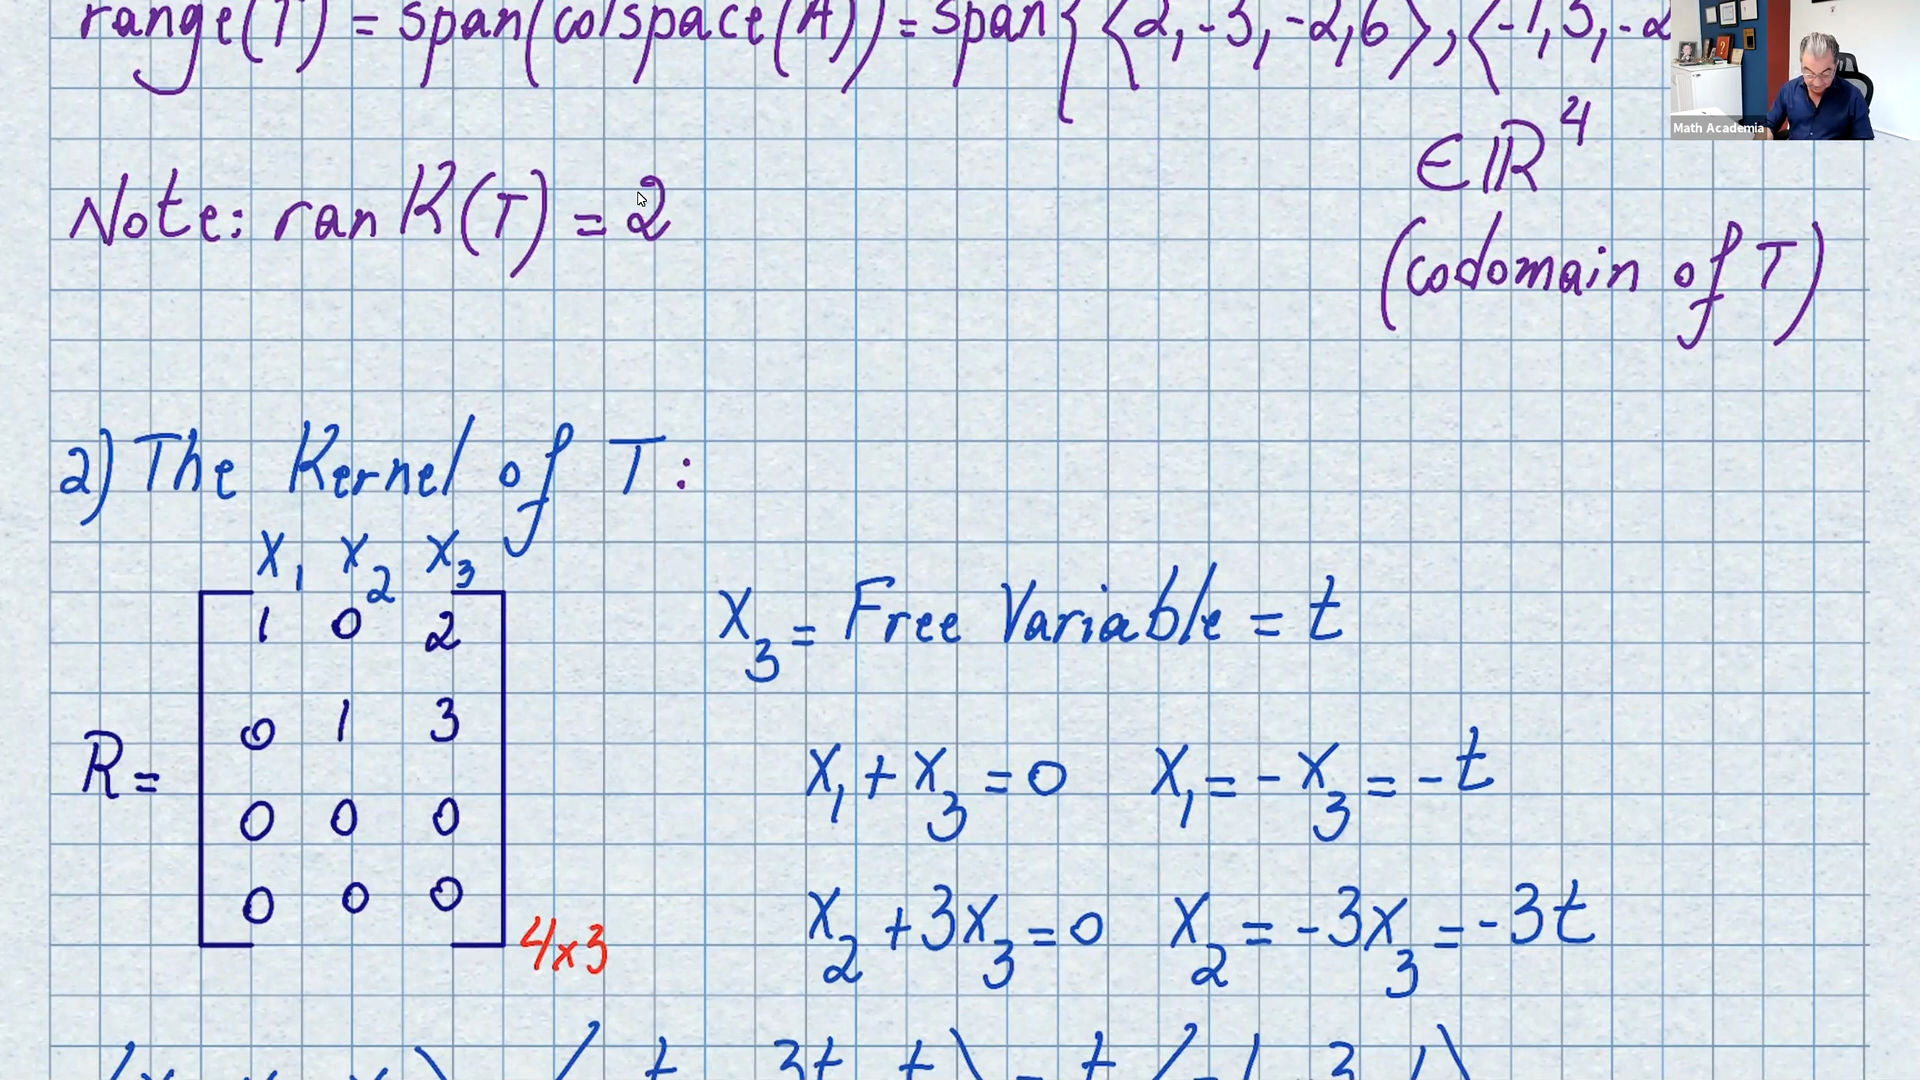 range(T) = span(colspace(A)) = span{⟨2,-3,-2,6⟩,⟨-1,3,-2
∈ℝ⁴
Math Academia
Note: rank(T) = 2
(codomain of T)
2) The Kernel of T:
x₁ x₂ x₃
1 0 2
x₃ = Free Variable = t
0 1 3
R=
x₁ + x₃ = 0 x₁ = -x₃ = -t
0 0 0
0 0 0
4x3
x₂ + 3x₃ = 0 x₂ = -3x₃ = -3t